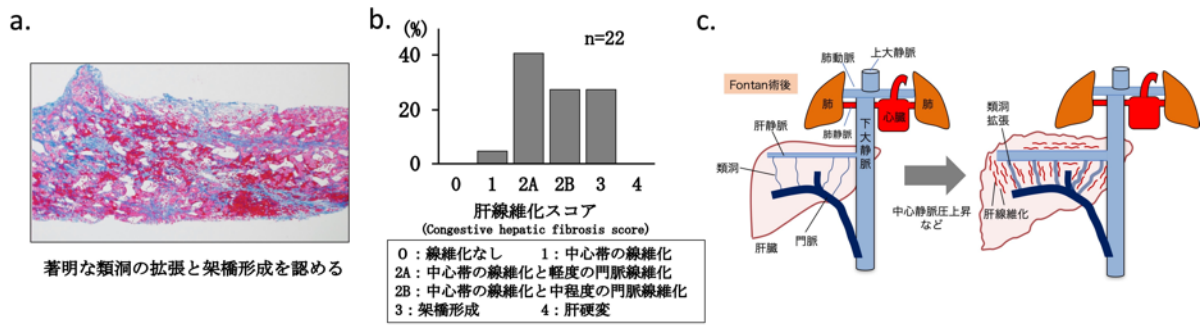 a.
著明な類洞の拡張と架橋形成を認める
b.
(%)
n=22
40
20
0
0 1 2A 2B 3 4
肝線維化スコア
(Congestive hepatic fibrosis score)
0：線維化なし 1：中心帯の線維化
2A：中心帯の線維化と軽度の門脈線維化
2B：中心帯の線維化と中程度の門脈線維化
3：架橋形成 4：肝硬変
c.
Fontan術後
肺動脈
上大静脈
肺
心臓
肺
肺静脈
下大静脈
肝静脈
類洞
肝臓
門脈
中心静脈圧上昇
など
類洞
拡張
肝線維化